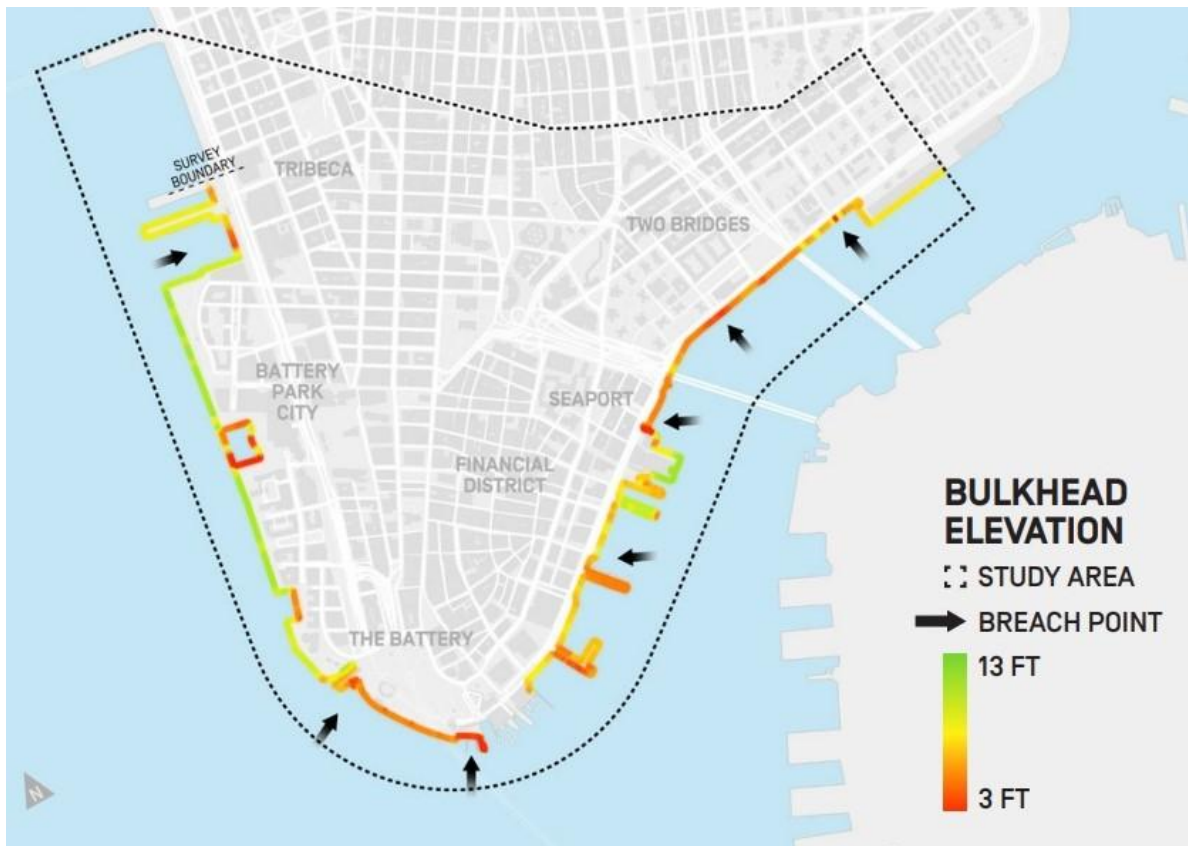 SURVEY
BOUNDARY
TRIBECA
TWO BRIDGES
BATTERY
PARK
CITY
SEAPORT
FINANCIAL
DISTRICT
THE BATTERY
N
BULKHEAD
ELEVATION
STUDY AREA
BREACH POINT
13 FT
3 FT